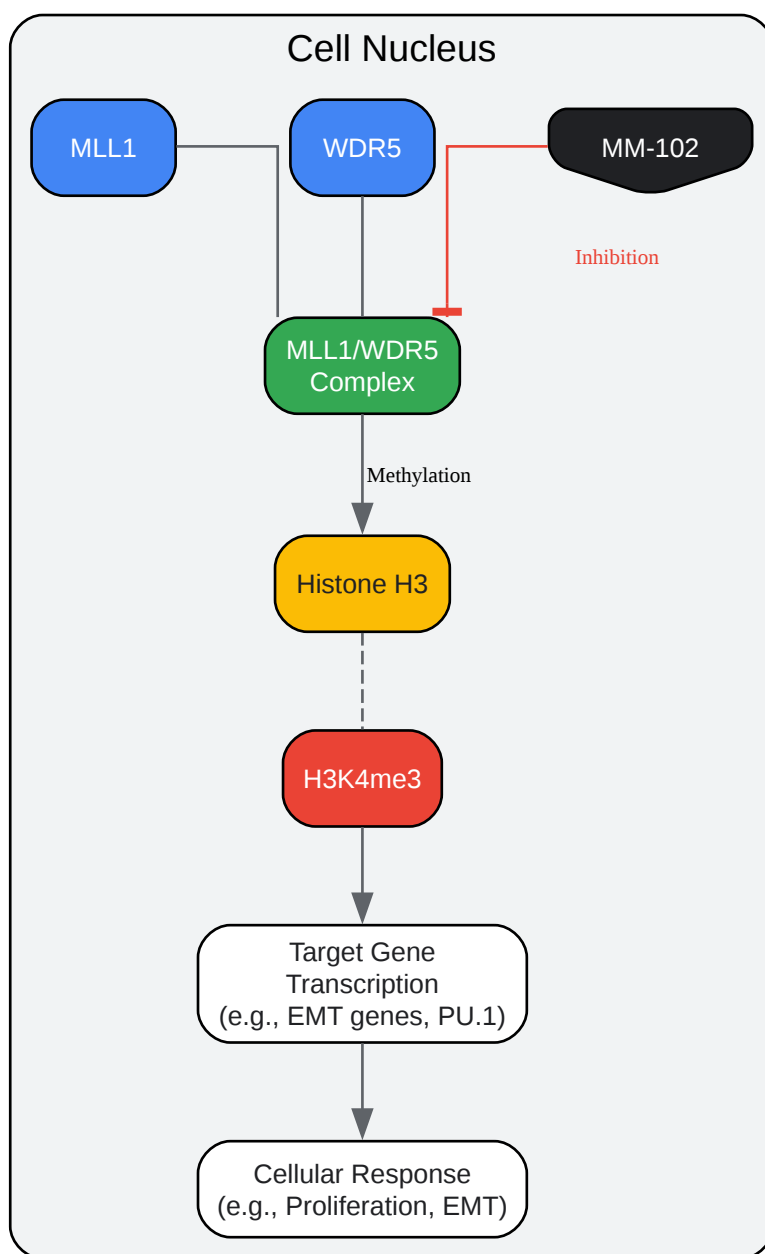 Cell Nucleus
MLL1
WDR5
MM-102
Inhibition
MLL1/WDR5
Complex
Methylation
Histone H3
H3K4me3
Target Gene
Transcription
(e.g., EMT genes, PU.1)
Cellular Response
(e.g., Proliferation, EMT)